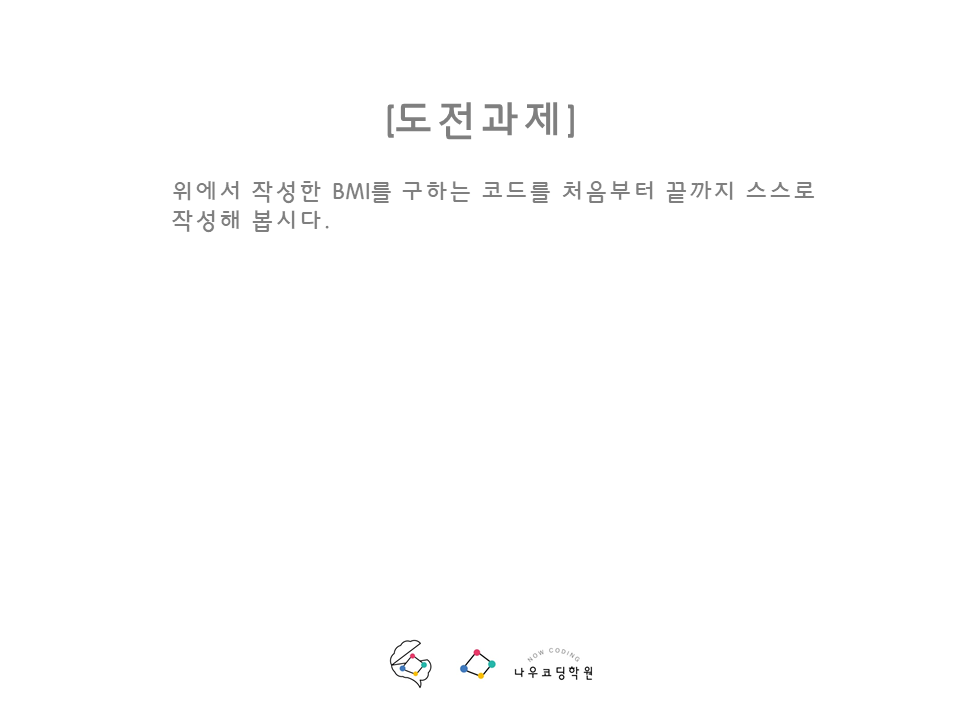 [도전과제]
위에서 작성한 BMI를 구하는 코드를 처음부터 끝까지 스스로
작성해 봅시다.
NOW CODING
나우코딩학원